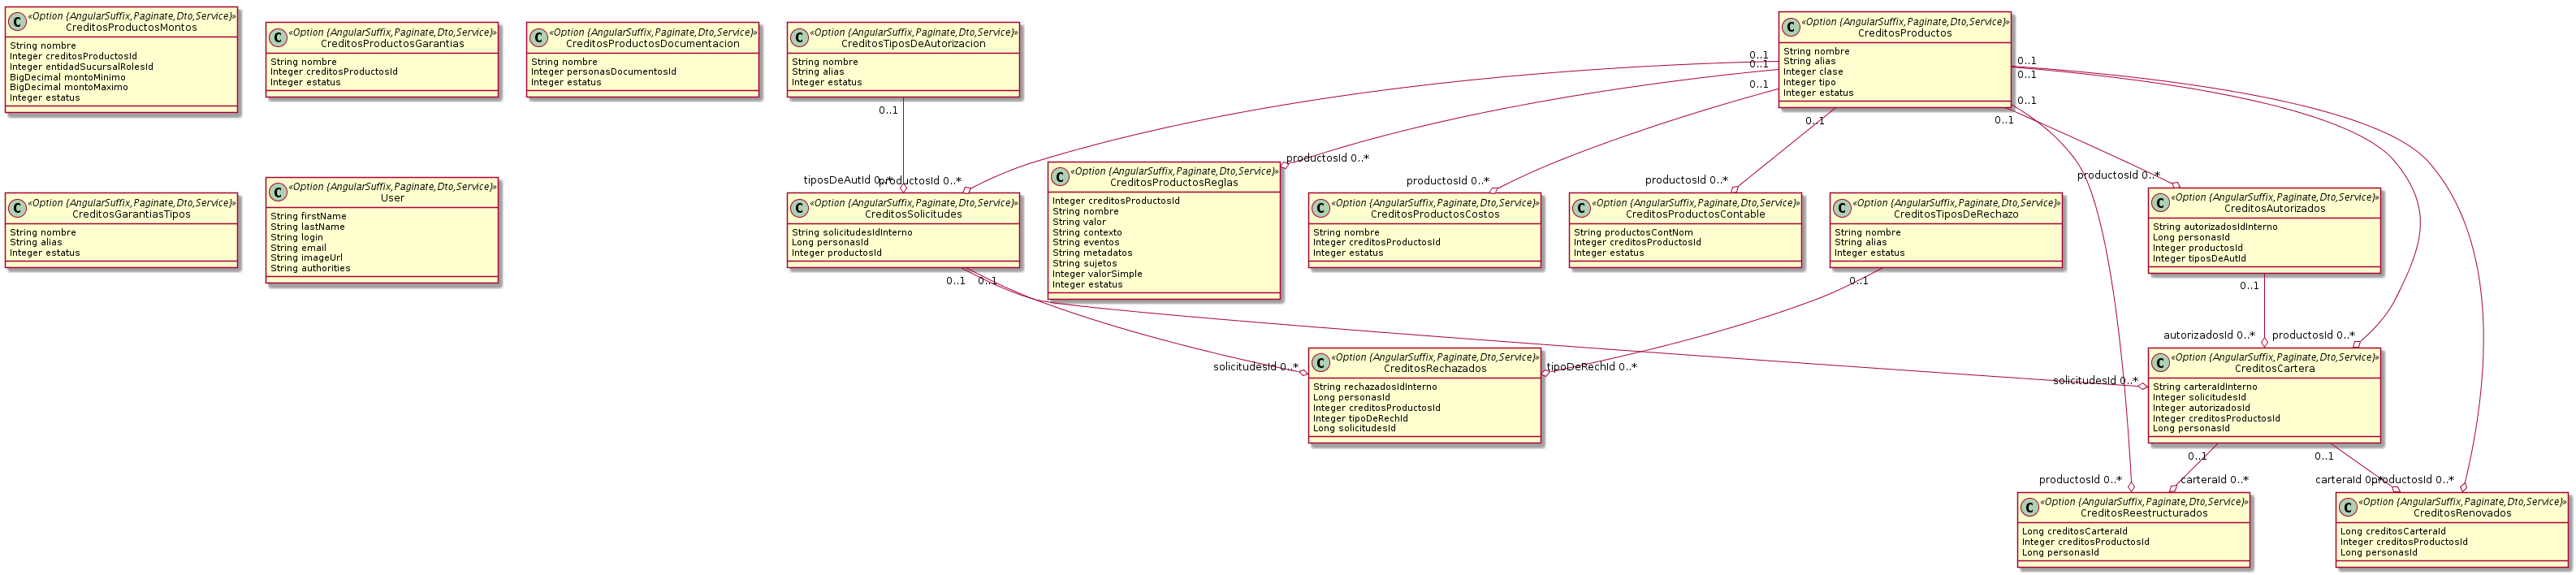 C «Option {AngularSuffix,Paginate,Dto,Service}»
CreditosProductosMontos
String nombre
Integer creditosProductosId
Integer entidadSucursalRolesId
BigDecimal montoMinimo
BigDecimal montoMaximo
Integer estatus
C «Option {AngularSuffix,Paginate,Dto,Service}»
CreditosProductosGarantias
String nombre
Integer creditosProductosId
Integer estatus
C «Option {AngularSuffix,Paginate,Dto,Service}»
CreditosProductosDocumentacion
String nombre
Integer personasDocumentosId
Integer estatus
C «Option {AngularSuffix,Paginate,Dto,Service}»
CreditosTiposDeAutorizacion
String nombre
String alias
Integer estatus
C «Option {AngularSuffix,Paginate,Dto,Service}»
CreditosProductos
String nombre
String alias
Integer clase
Integer tipo
Integer estatus
0..1
0..1
0..1
0..1
0..1
0..1
0..1
0..1
0..1
tiposDeAutId 0..*
productosId 0..*
productosId 0..*
productosId 0..*
productosId 0..*
productosId 0..*
C «Option {AngularSuffix,Paginate,Dto,Service}»
CreditosGarantiasTipos
String nombre
String alias
Integer estatus
C «Option {AngularSuffix,Paginate,Dto,Service}»
User
String firstName
String lastName
String login
String email
String imageUrl
String authorities
C «Option {AngularSuffix,Paginate,Dto,Service}»
CreditosSolicitudes
String solicitudesIdInterno
Long personasId
Integer productosId
C «Option {AngularSuffix,Paginate,Dto,Service}»
CreditosProductosReglas
Integer creditosProductosId
String nombre
String valor
String contexto
String eventos
String metadatos
String sujetos
Integer valorSimple
Integer estatus
C «Option {AngularSuffix,Paginate,Dto,Service}»
CreditosProductosCostos
String nombre
Integer creditosProductosId
Integer estatus
C «Option {AngularSuffix,Paginate,Dto,Service}»
CreditosProductosContable
String productosContNom
Integer creditosProductosId
Integer estatus
C «Option {AngularSuffix,Paginate,Dto,Service}»
CreditosTiposDeRechazo
String nombre
String alias
Integer estatus
C «Option {AngularSuffix,Paginate,Dto,Service}»
CreditosAutorizados
String autorizadosIdInterno
Long personasId
Integer productosId
Integer tiposDeAutId
0..1
0..1
0..1
0..1
solicitudesId 0..*
tipoDeRechId 0..*
autorizadosId 0..*
productosId 0..*
solicitudesId 0..*
C «Option {AngularSuffix,Paginate,Dto,Service}»
CreditosRechazados
String rechazadosIdInterno
Long personasId
Integer creditosProductosId
Integer tipoDeRechId
Long solicitudesId
C «Option {AngularSuffix,Paginate,Dto,Service}»
CreditosCartera
String carteraIdInterno
Integer solicitudesId
Integer autorizadosId
Integer creditosProductosId
Long personasId
0..1
0..1
productosId 0..*
carteraId 0..*
carteraId 0..*
productosId 0..*
C «Option {AngularSuffix,Paginate,Dto,Service}»
CreditosReestructurados
Long creditosCarteraId
Integer creditosProductosId
Long personasId
C «Option {AngularSuffix,Paginate,Dto,Service}»
CreditosRenovados
Long creditosCarteraId
Integer creditosProductosId
Long personasId